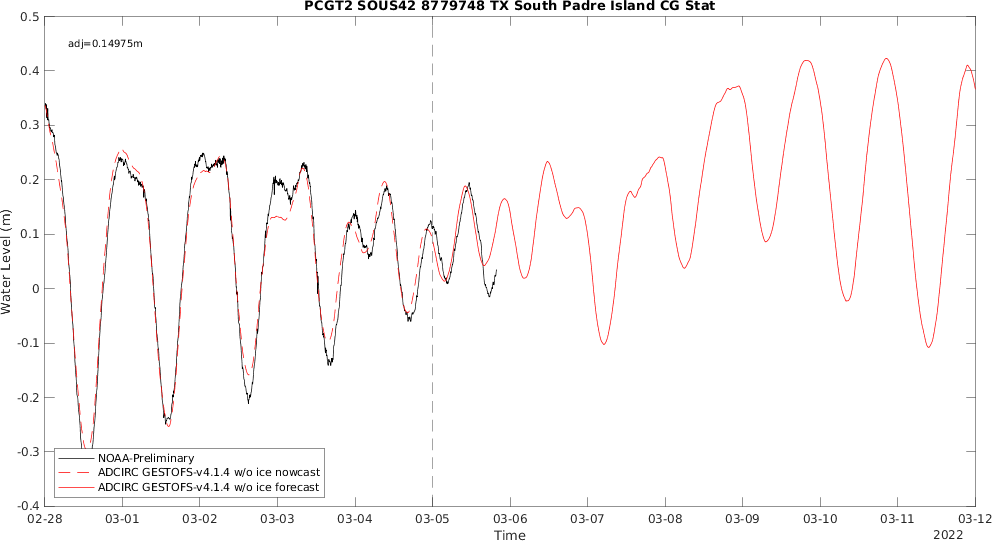 PCGT2 SOUS42 8779748 TX South Padre Island CG Stat
adj=0.14975m
0.5
0.4
0.3
0.2
0.1
0
-0.1
-0.2
-0.3
-0.4
Water Level (m)
NOAA-Preliminary
ADCIRC GESTOFS-v4.1.4 w/o ice nowcast
ADCIRC GESTOFS-v4.1.4 w/o ice forecast
02-28 03-01 03-02 03-03 03-04 03-05 03-06 03-07 03-08 03-09 03-10 03-11 03-12
Time
2022